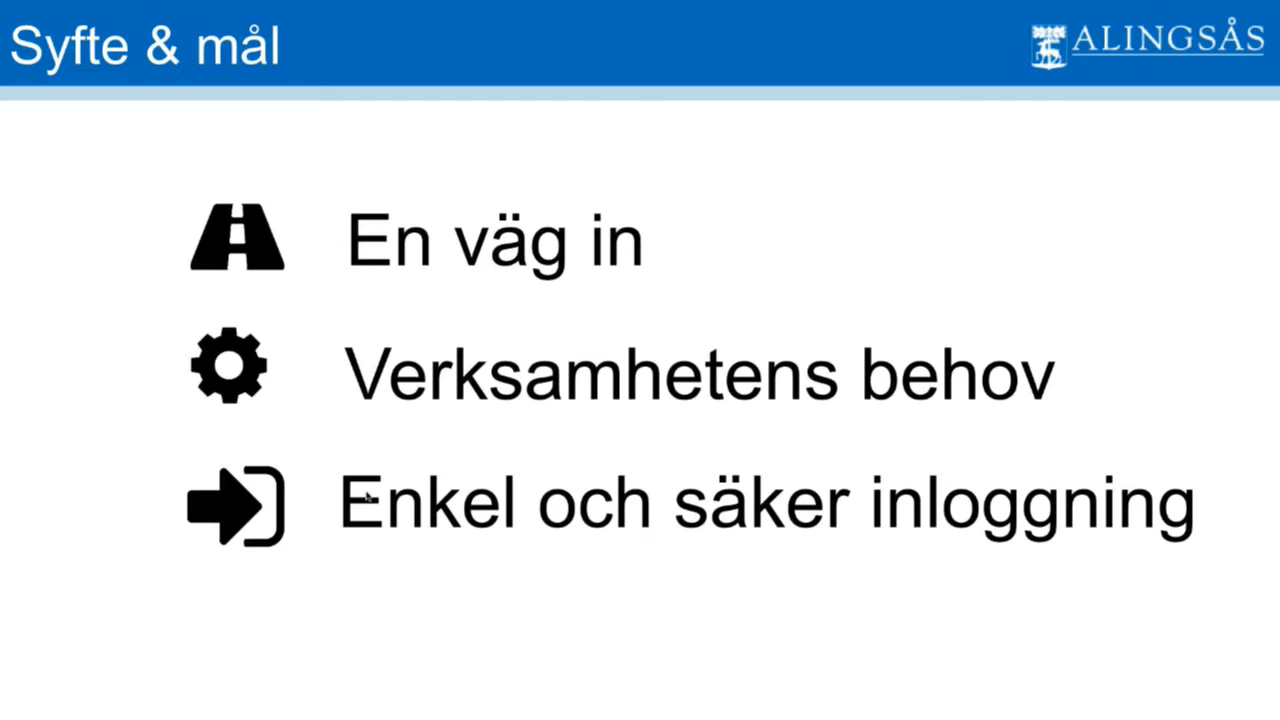 Syfte & mål
ALINGSÅS
En väg in
Verksamhetens behov
Enkel och säker inloggning